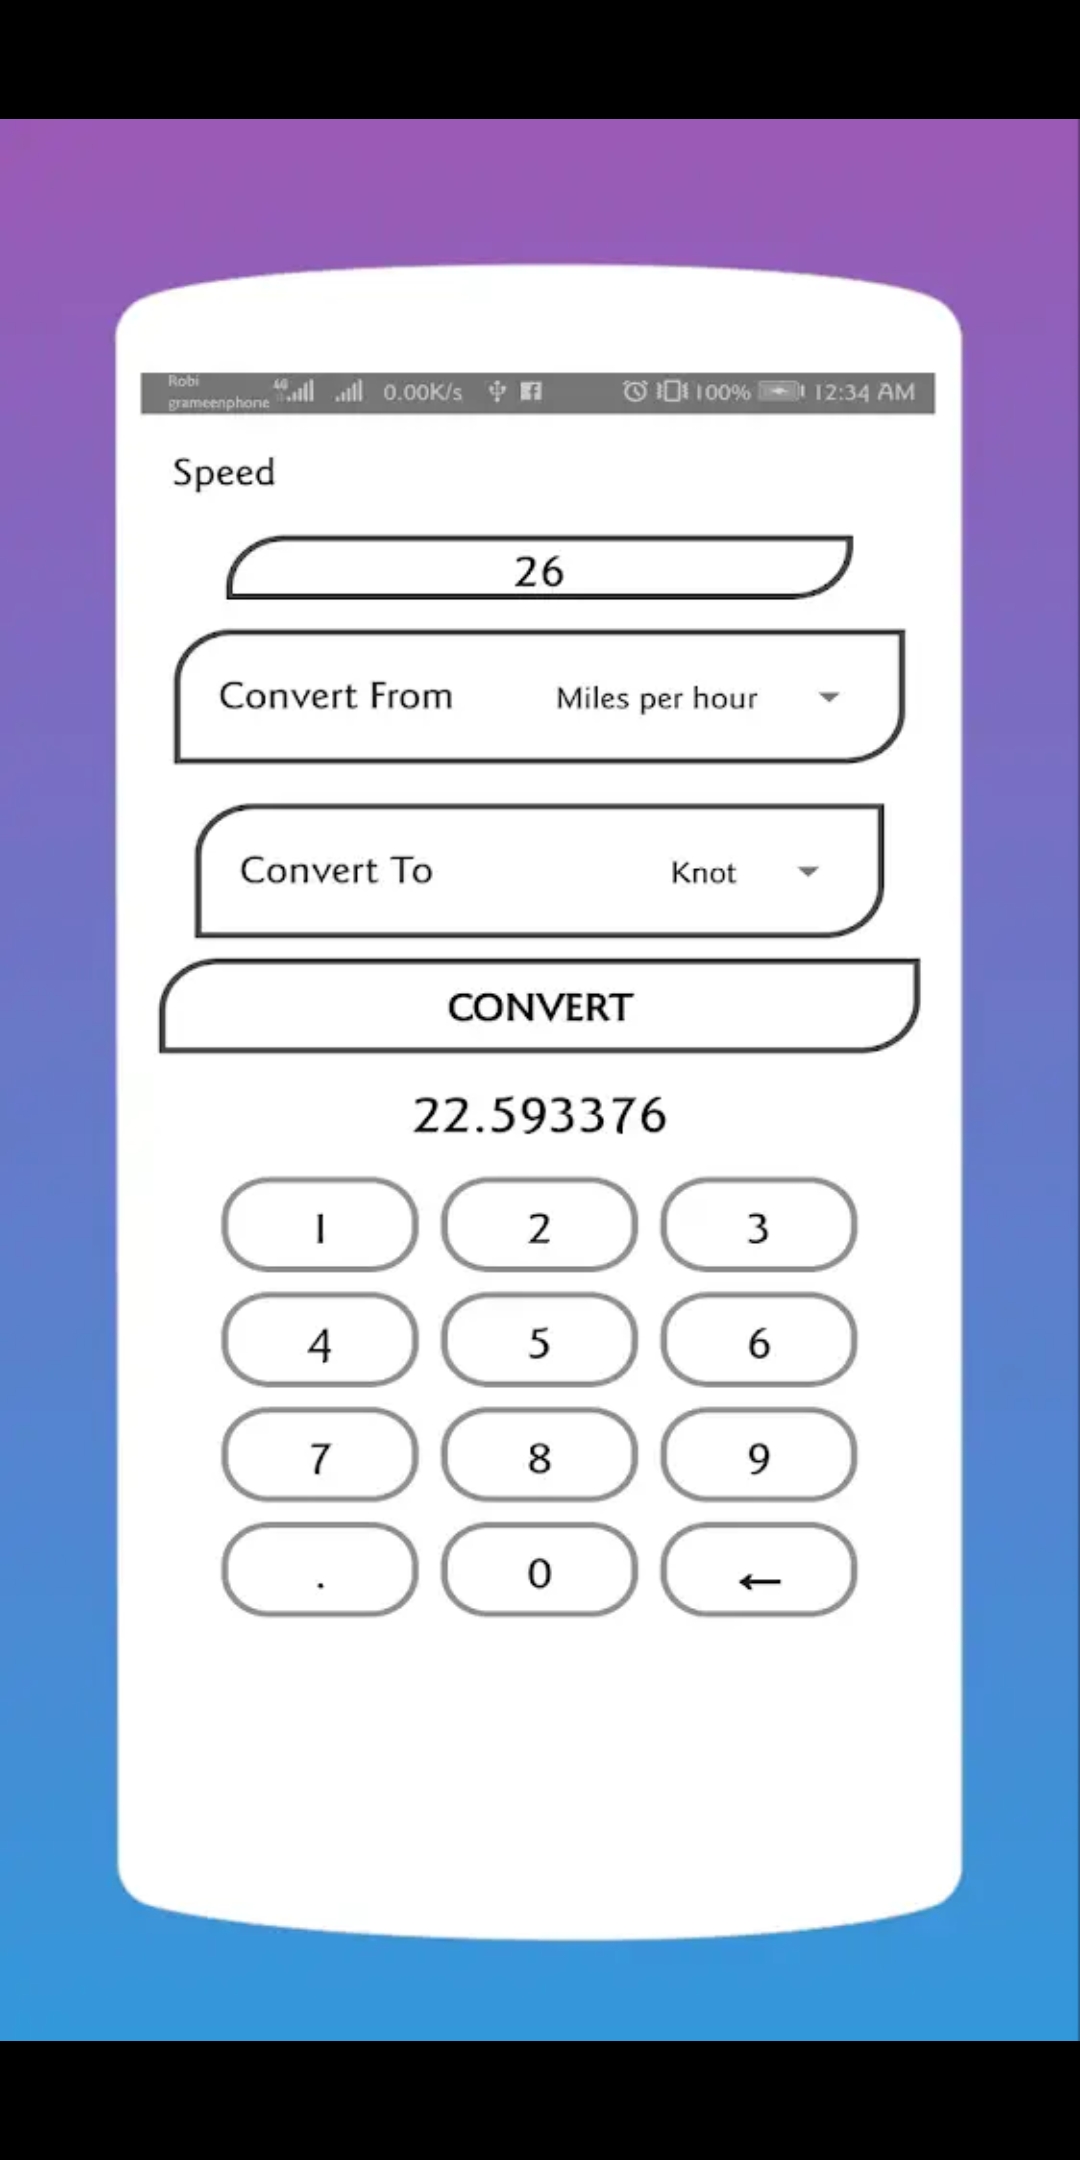 Robi
grameenphone 4G 0.00K/s 100% 12:34 AM
Speed
26
Convert From Miles per hour
Convert To Knot
CONVERT
22.593376
1 2 3
4 5 6
7 8 9
. 0 ←